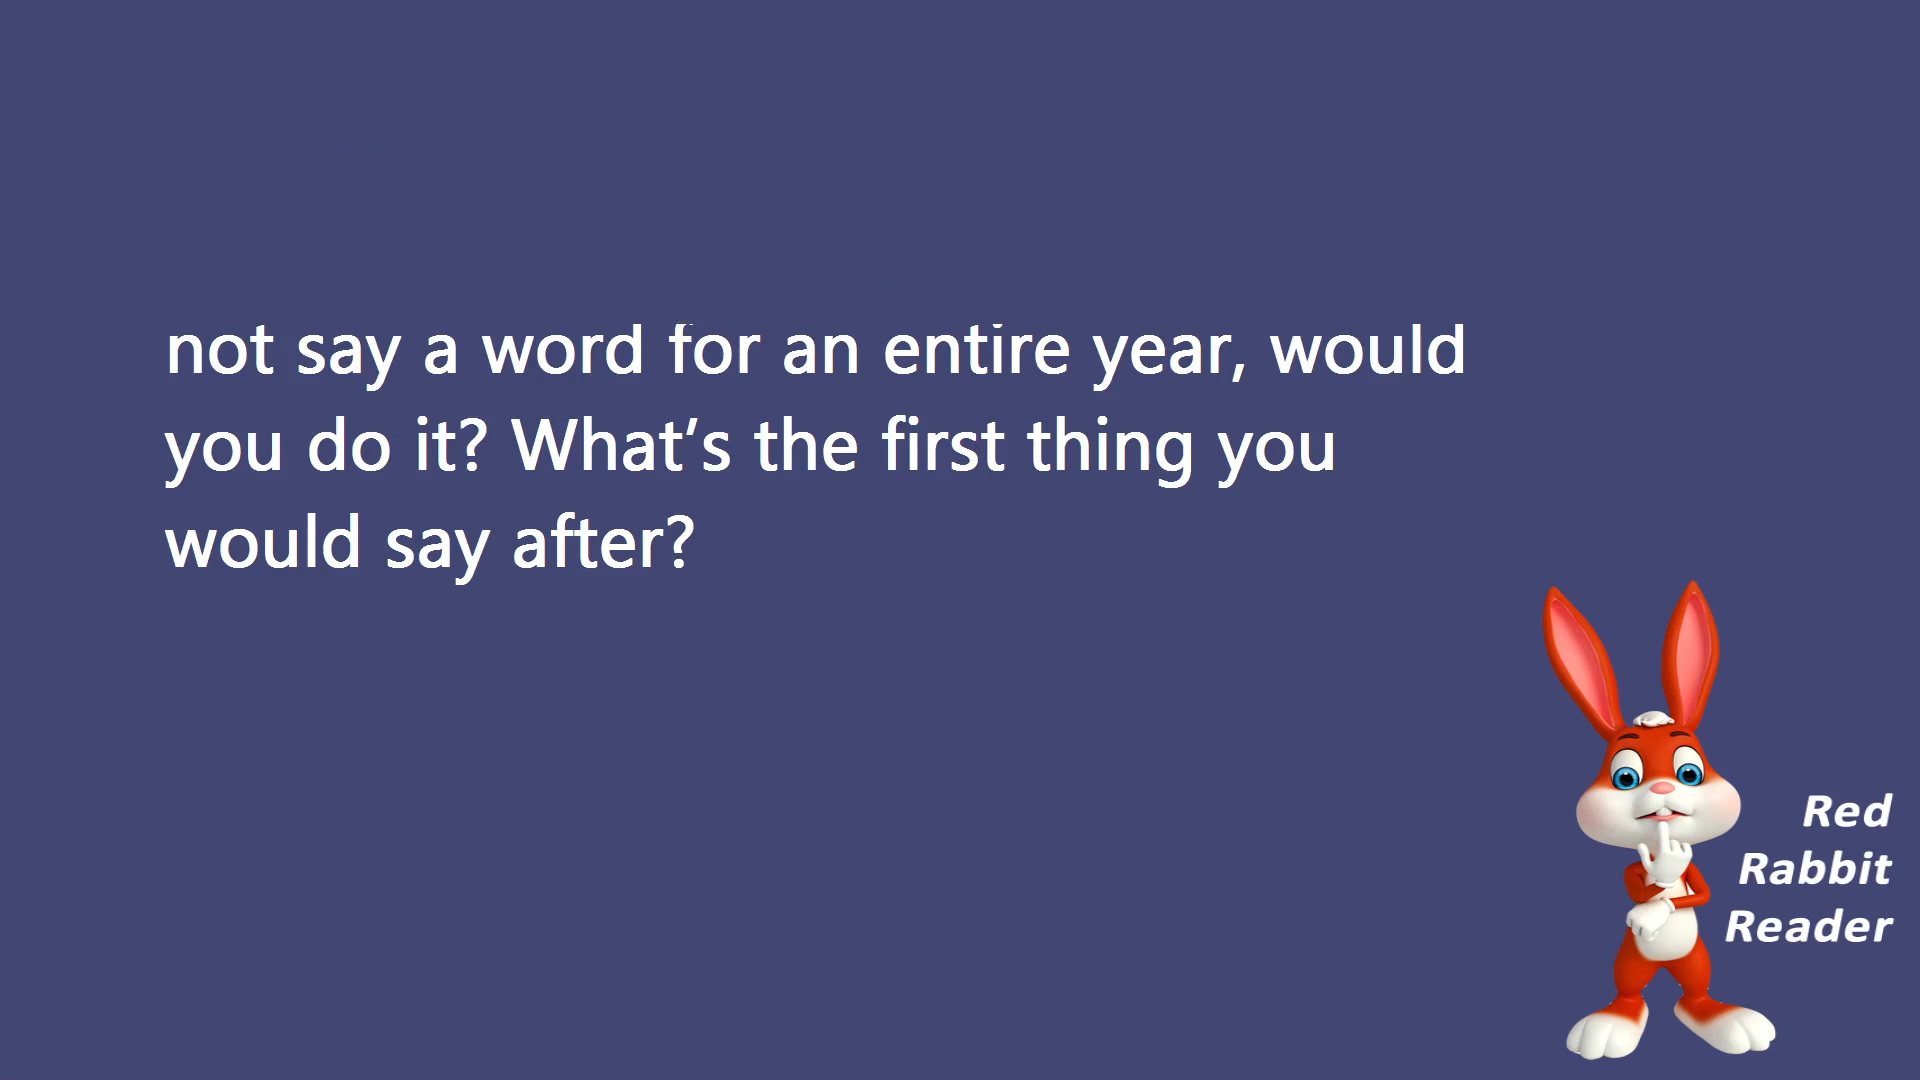 not say a word for an entire year, would
you do it? What’s the first thing you
would say after?
Red
Rabbit
Reader